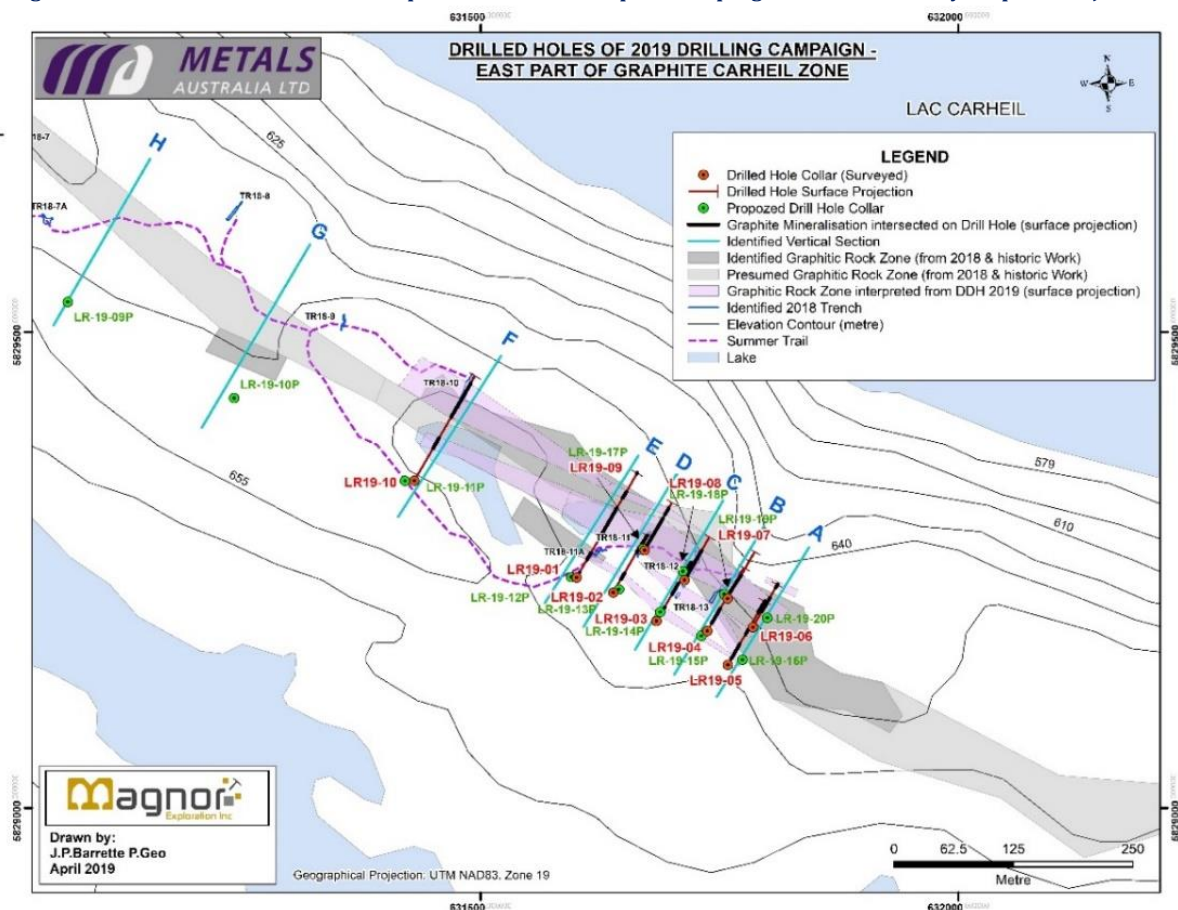 631500
632000
METALS
AUSTRALIA LTD
DRILLED HOLES OF 2019 DRILLING CAMPAIGN -
EAST PART OF GRAPHITE CARHEIL ZONE
N
W
E
S
LAC CARHEIL
LEGEND
Drilled Hole Collar (Surveyed)
Drilled Hole Surface Projection
Propozed Drill Hole Collar
Graphite Mineralisation intersected on Drill Hole (surface projection)
Identified Vertical Section
Identified Graphitic Rock Zone (from 2018 & historic Work)
Presumed Graphitic Rock Zone (from 2018 & historic Work)
Graphitic Rock Zone interpreted from DDH 2019 (surface projection)
Identified 2018 Trench
Elevation Contour (metre)
Summer Trail
Lake
625
18-7
H
TR18-8
TR18-7A
G
LR-19-09P
TR18-9
5829500
5829500
F
LR-19-10P
TR18-10
579
655
LR-19-17P
E
LR19-09
D
LR19-08
LR19-10
LR-19-11P
LR-19-18P
C
610
LR-19-19P
B
TR18-11
LR19-07
A
640
TR18-11A
TR18-12
LR19-01
LR-19-12P
LR19-02
LR-19-13P
TR18-13
LR19-03
LR-19-20P
LR-19-14P
LR19-06
LR19-04
LR-19-15P
LR-19-16P
LR19-05
Magnor
Exploration Inc
5829000
5829000
Drawn by:
J.P.Barrette P.Geo
April 2019
Geographical Projection: UTM NAD83. Zone 19
0 62.5 125 250
Metre
631500
632000